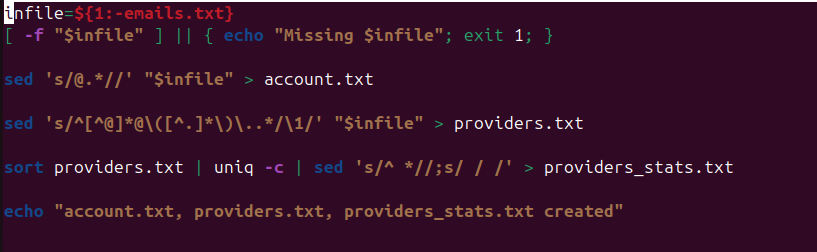 infile=${1:-emails.txt}
[ -f "$infile" ] || { echo "Missing $infile"; exit 1; }
sed 's/@.*//' "$infile" > account.txt
sed 's/^[^@]*@\([^.]*\)\..*/\1/' "$infile" > providers.txt
sort providers.txt | uniq -c | sed 's/^ *//;s/ / /' > providers_stats.txt
echo "account.txt, providers.txt, providers_stats.txt created"